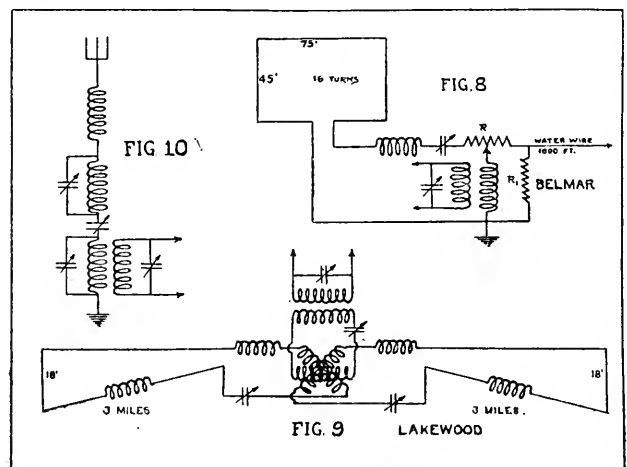 75'
45'
16 TURNS
FIG. 8
FIG 10
R
WATER WIRE
1800 FT.
R1
BELMAR
18'
3 MILES
FIG. 9
LAKEWOOD
3 MILES.
18'